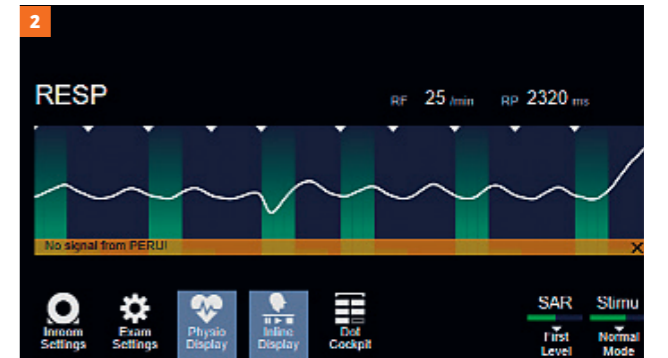 2
RESP
RF 25 /min RP 2320 ms
No signal from PERU!
Inroom Settings
Exam Settings
Physio Display
Inline Display
Dot Cockpit
SAR
First Level
Stimu
Normal Mode